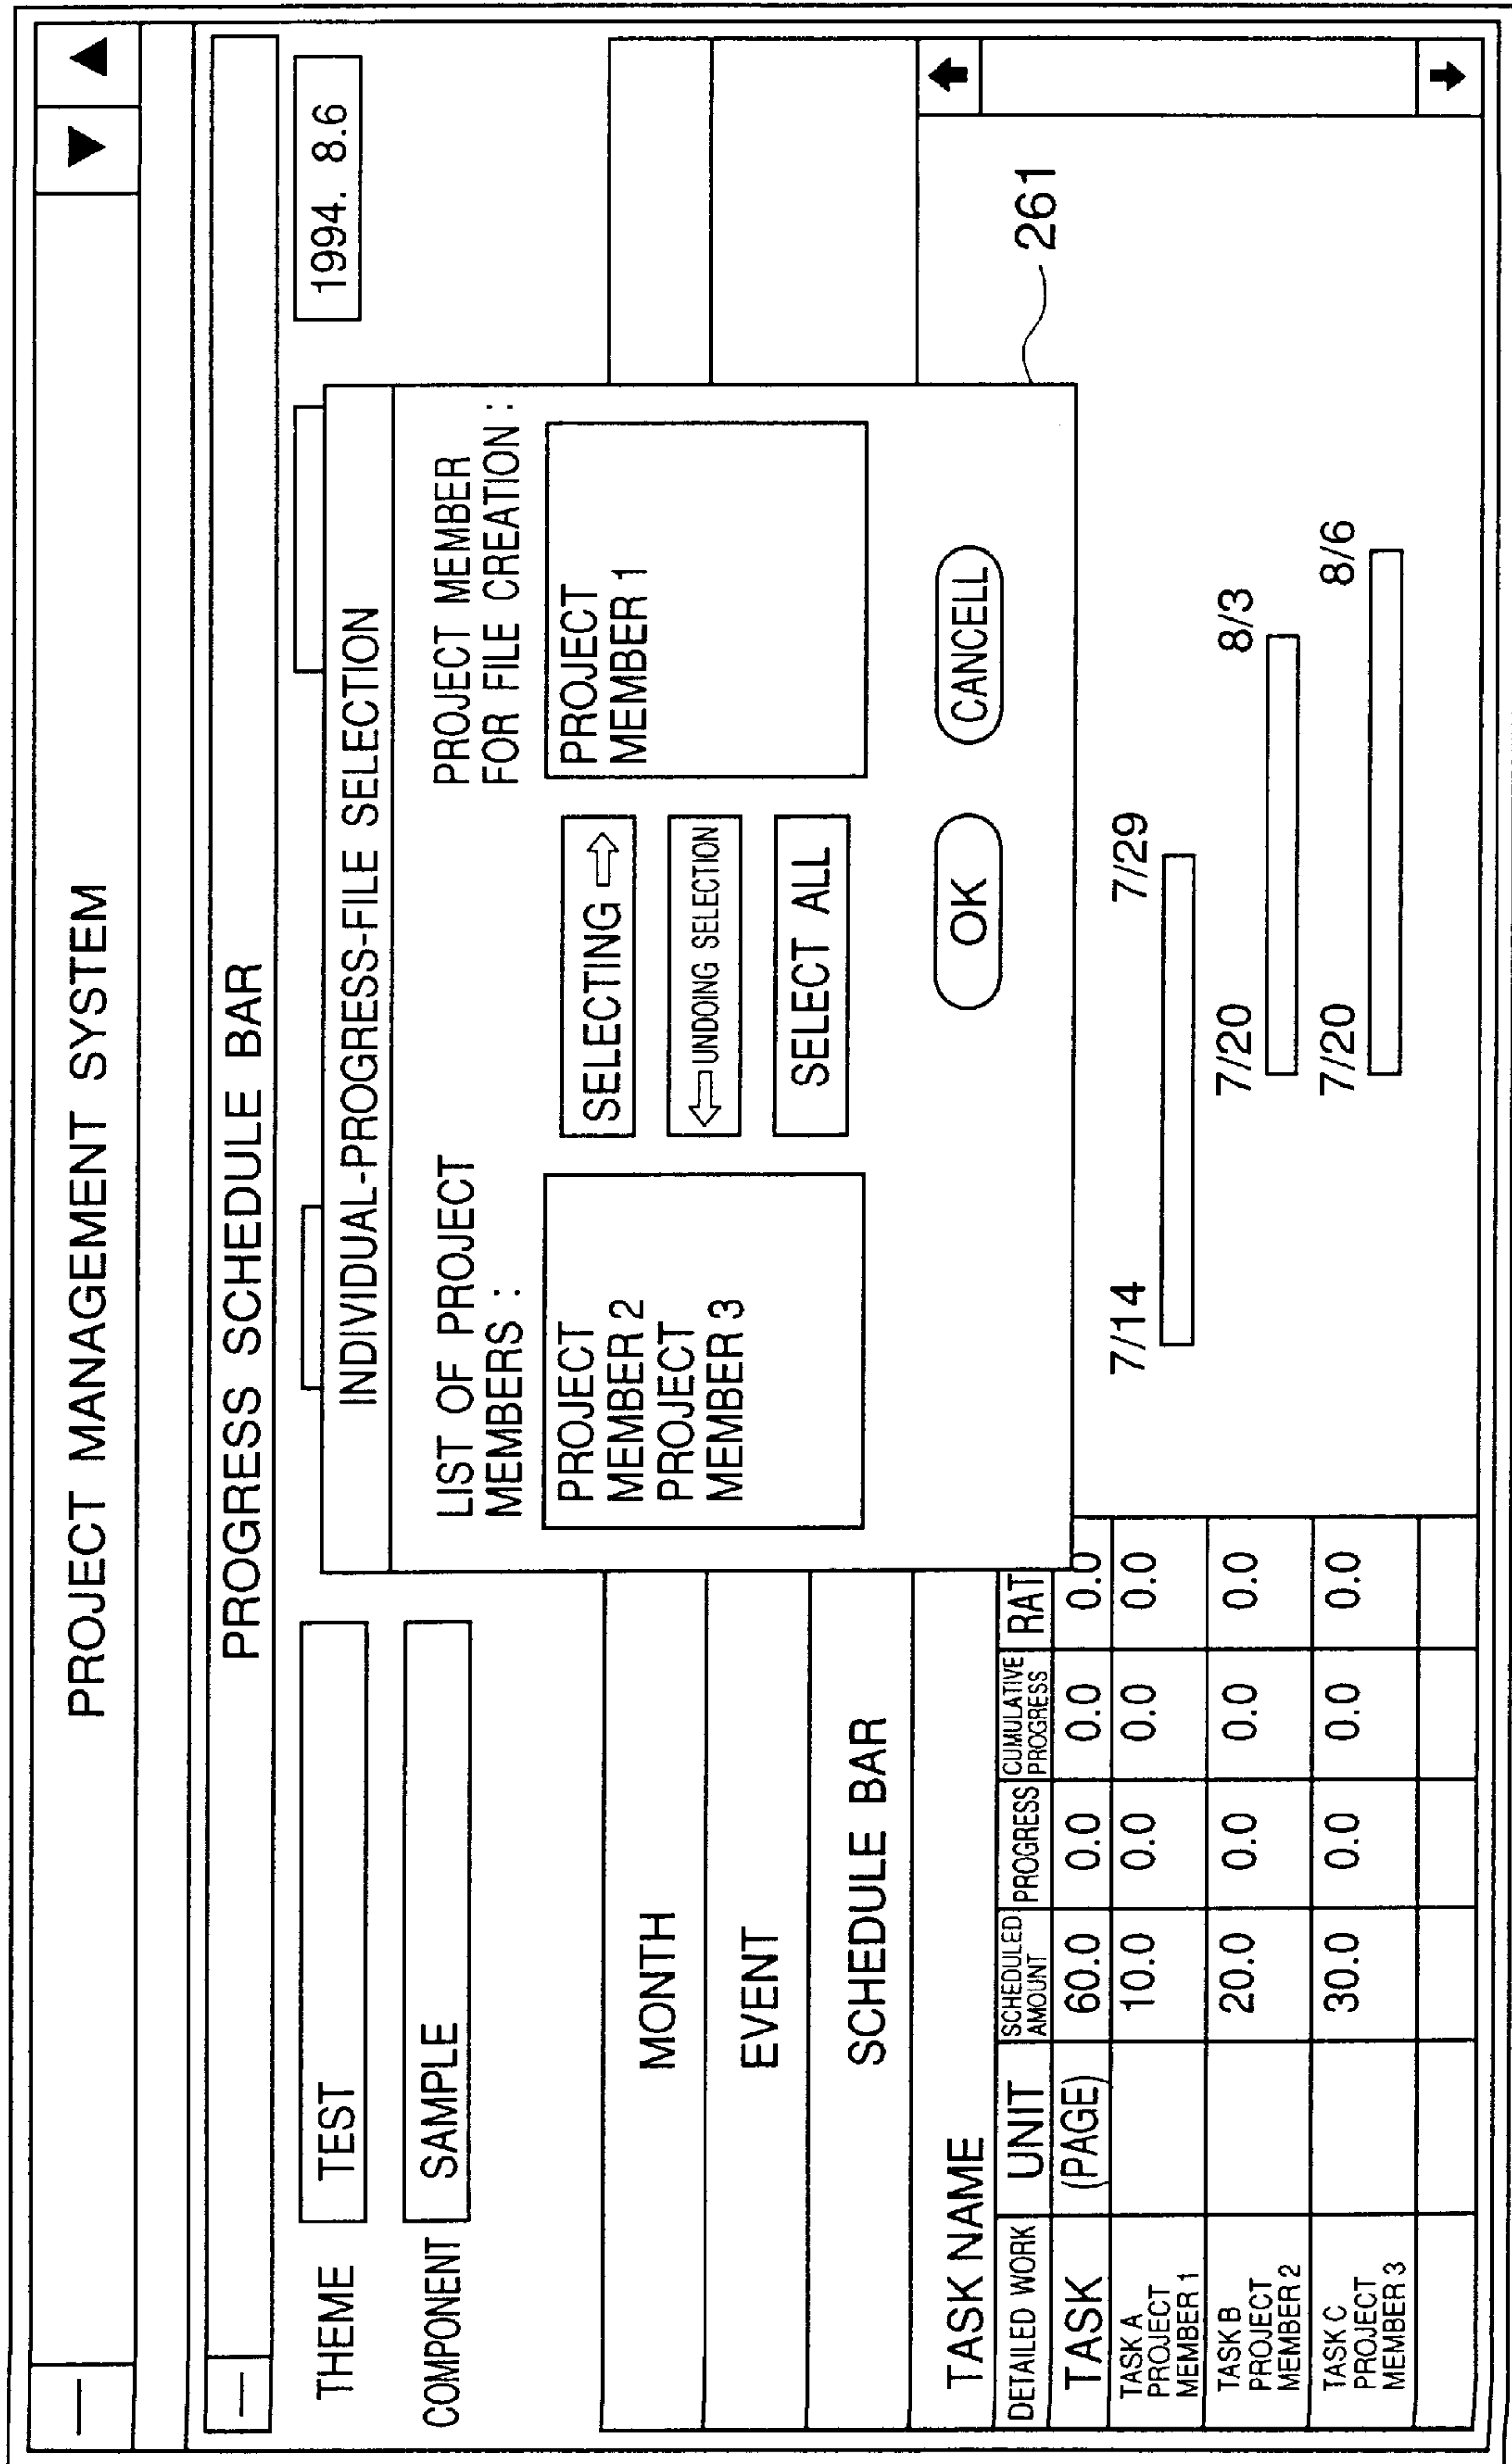 PROJECT MANAGEMENT SYSTEM
PROGRESS SCHEDULE BAR
THEME TEST
1994. 8.6
COMPONENT SAMPLE
INDIVIDUAL-PROGRESS-FILE SELECTION
LIST OF PROJECT
MEMBERS :
PROJECT
MEMBER 2
PROJECT
MEMBER 3
SELECTING
UNDOING SELECTION
SELECT ALL
PROJECT MEMBER
FOR FILE CREATION :
PROJECT
MEMBER 1
OK
CANCELL
261
MONTH
EVENT
SCHEDULE BAR
TASK NAME
DETAILED WORK UNIT SCHEDULED AMOUNT PROGRESS CUMULATIVE PROGRESS RAT
TASK (PAGE) 60.0 0.0 0.0 0.0
TASK A
PROJECT
MEMBER 1
10.0 0.0 0.0 0.0
7/14 7/29
TASK B
PROJECT
MEMBER 2
20.0 0.0 0.0 0.0
7/20 8/3
TASK C
PROJECT
MEMBER 3
30.0 0.0 0.0 0.0
7/20 8/6